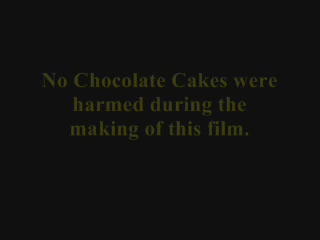 No Chocolate Cakes were
harmed during the
making of this film.